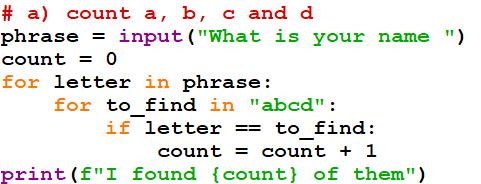 # a) count a, b, c and d
phrase = input("What is your name ")
count = 0
for letter in phrase:
    for to_find in "abcd":
        if letter == to_find:
            count = count + 1
print(f"I found {count} of them")